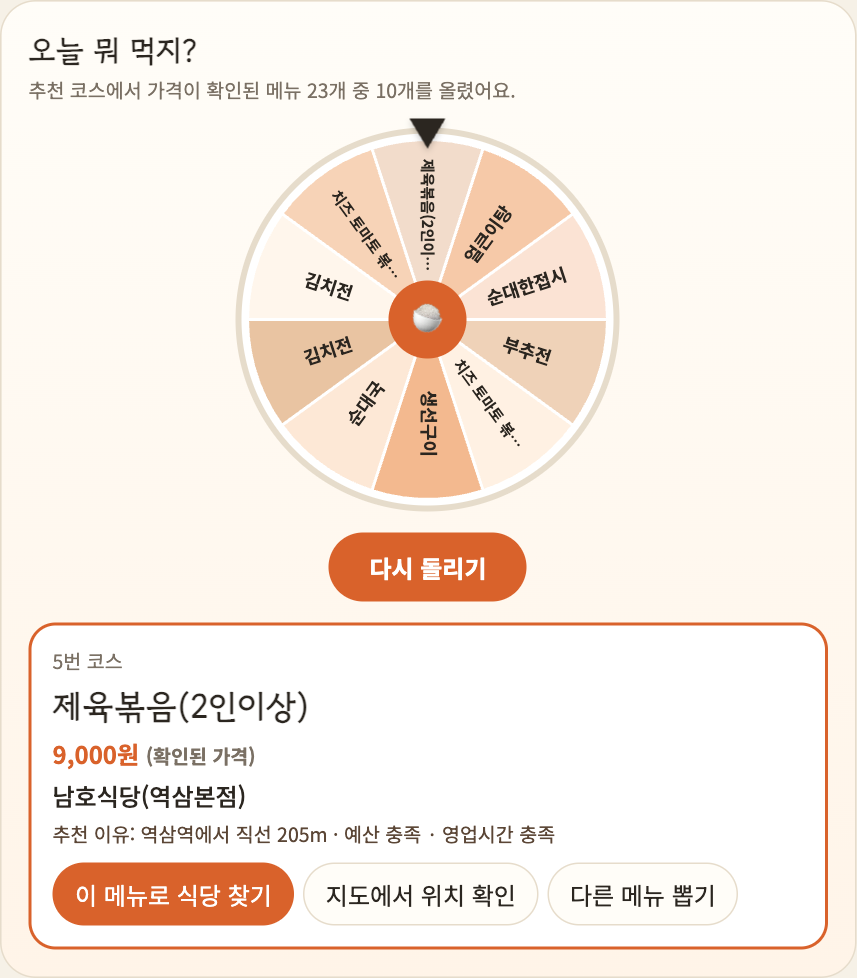 오늘 뭐 먹지?
추천 코스에서 가격이 확인된 메뉴 23개 중 10개를 올렸어요.
제육볶음(2인이…
얼큰이탕
순대한접시
부추전
치즈 토마토 볶…
생선구이
순대국
김치전
김치전
치즈 토마토 볶…
다시 돌리기
5번 코스
제육볶음(2인이상)
9,000원 (확인된 가격)
남호식당(역삼본점)
추천 이유: 역삼역에서 직선 205m · 예산 충족 · 영업시간 충족
이 메뉴로 식당 찾기
지도에서 위치 확인
다른 메뉴 뽑기